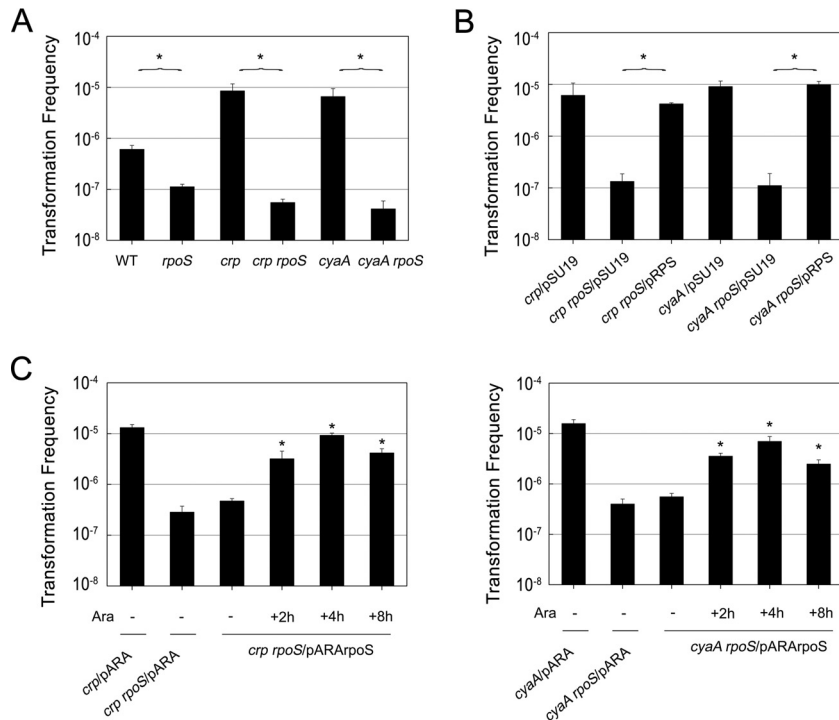 A
Transformation Frequency
10-4
10-5
10-6
10-7
10-8
* * *
WT rpoS crp crp rpoS cyaA cyaA rpoS
B
Transformation Frequency
10-4
10-5
10-6
10-7
10-8
* *
crp/pSU19
crp rpoS/pSU19
crp rpoS/pRPS
cyaA /pSU19
cyaA rpoS/pSU19
cyaA rpoS/pRPS
C
Transformation Frequency
10-4
10-5
10-6
10-7
10-8
* * *
Ara - - - +2h +4h +8h
crp/pARA
crp rpoS/pARA
crp rpoS/pARArpoS
Transformation Frequency
10-4
10-5
10-6
10-7
10-8
* * *
Ara - - - +2h +4h +8h
cyaA/pARA
cyaA rpoS/pARA
cyaA rpoS/pARArpoS